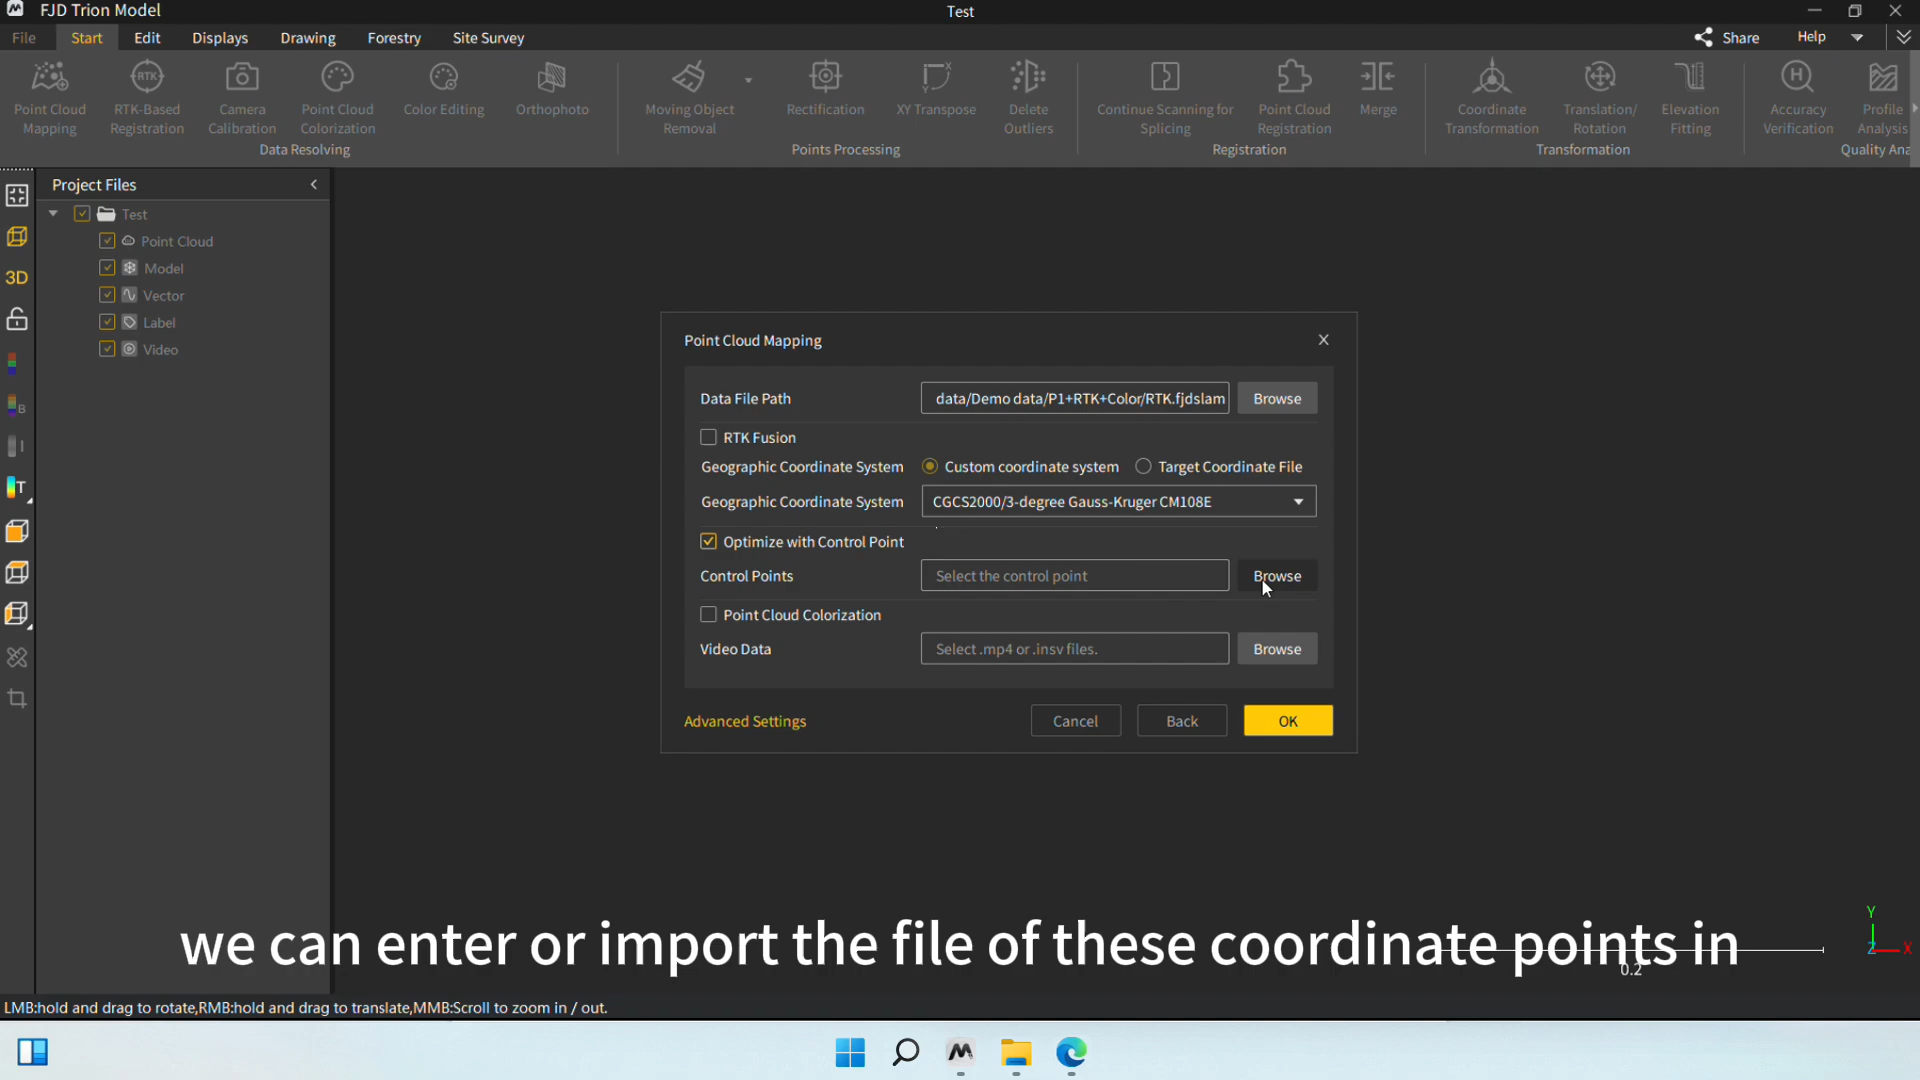 FJD Trion Model
Test
File Start Edit Displays Drawing Forestry Site Survey
Share Help
Point Cloud Mapping
RTK-Based Registration
Camera Calibration
Point Cloud Colorization
Color Editing
Orthophoto
Data Resolving
Moving Object Removal
Rectification
XY Transpose
Delete Outliers
Points Processing
Continue Scanning for Splicing
Point Cloud Registration
Merge
Registration
Coordinate Transformation
Translation/ Rotation
Elevation Fitting
Transformation
Accuracy Verification
Profile Analysis
Quality Ana
Project Files
Test
Point Cloud
Model
Vector
Label
Video
3D
B
I
T
Point Cloud Mapping
X
Data File Path data/Demo data/P1+RTK+Color/RTK.fjdslam Browse
RTK Fusion
Geographic Coordinate System Custom coordinate system Target Coordinate File
Geographic Coordinate System CGCS2000/3-degree Gauss-Kruger CM108E
Optimize with Control Point
Control Points Select the control point Browse
Point Cloud Colorization
Video Data Select .mp4 or .insv files. Browse
Advanced Settings Cancel Back OK
we can enter or import the file of these coordinate points in
0.2
Y
Z X
LMB:hold and drag to rotate,RMB:hold and drag to translate,MMB:Scroll to zoom in / out.